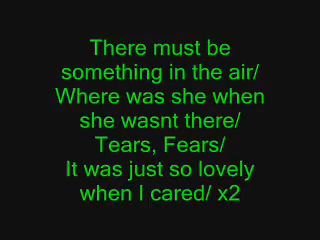 There must be
something in the air/
Where was she when
she wasnt there/
Tears, Fears/
It was just so lovely
when I cared/ x2